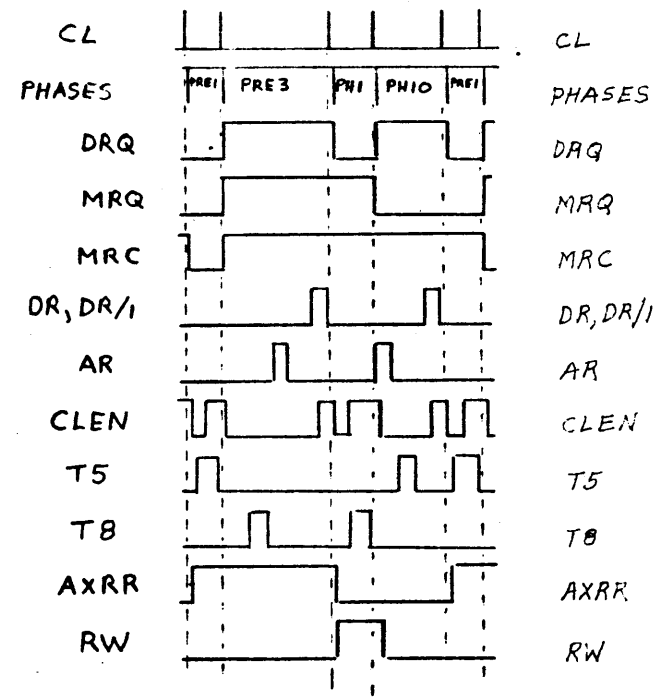 CL CL
PHASES PRE1 PRE3 PH1 PH10 PRE1 PHASES
DRQ DRQ
MRQ MRQ
MRC MRC
DR, DR/1 DR, DR/1
AR AR
CLEN CLEN
T5 T5
T8 T8
AXRR AXRR
RW RW